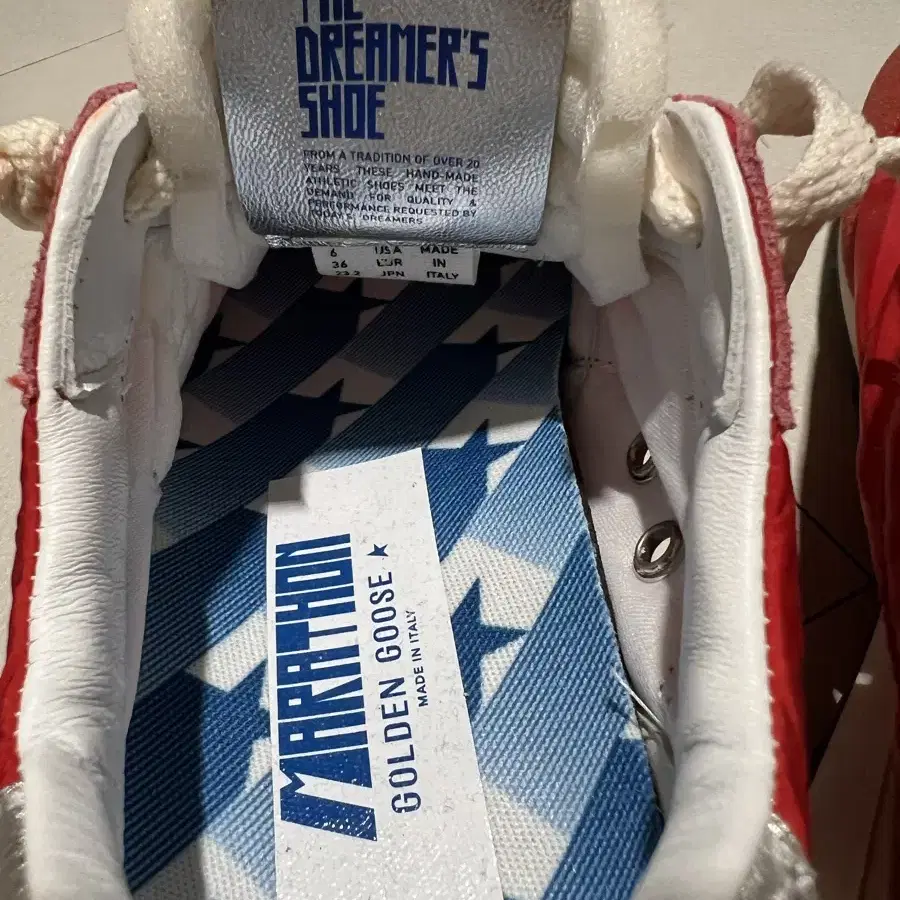 THE
DREAMER'S
SHOE
FROM A TRADITION OF OVER 20
YEARS THESE HAND-MADE
ATHLETIC SHOES MEET THE
DEMAND FOR QUALITY &
PERFORMANCE REQUESTED BY
TODAY'S DREAMERS
6 USA MADE
36 EUR IN
JPN ITALY
MARATHON
GOLDEN GOOSE
MADE IN ITALY